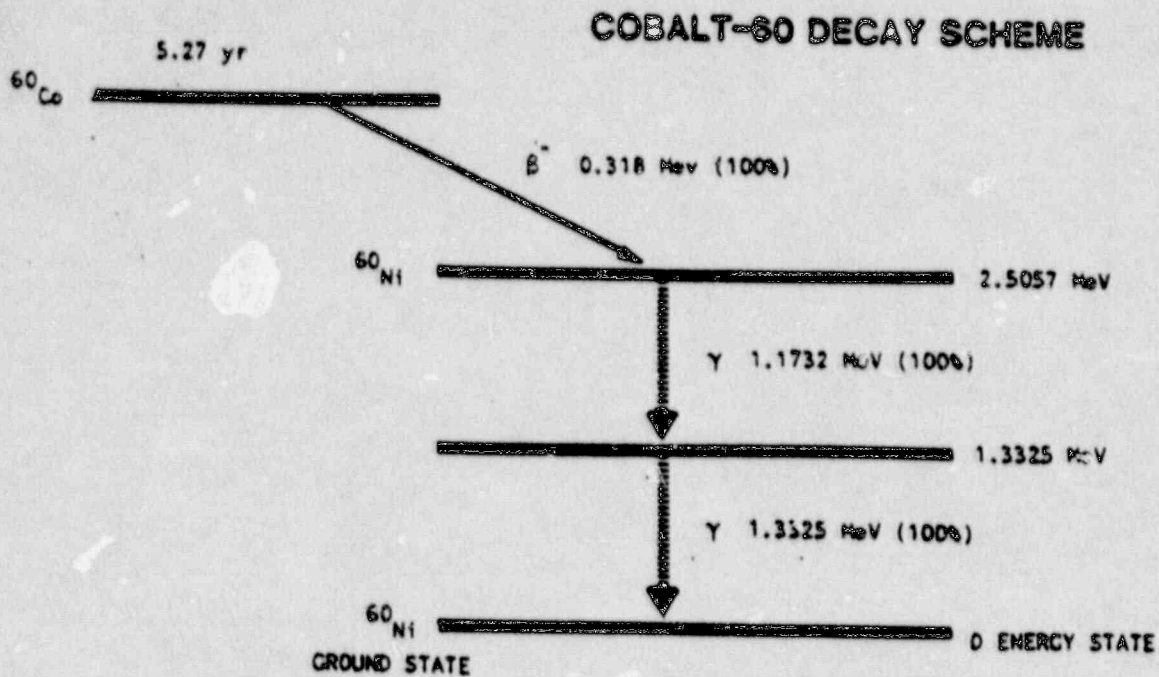 COBALT-60 DECAY SCHEME
5.27 yr
60Co
β- 0.318 Mev (100%)
60Ni
2.5057 MeV
γ 1.1732 MeV (100%)
1.3325 MeV
γ 1.3325 MeV (100%)
60Ni
0 ENERGY STATE
GROUND STATE